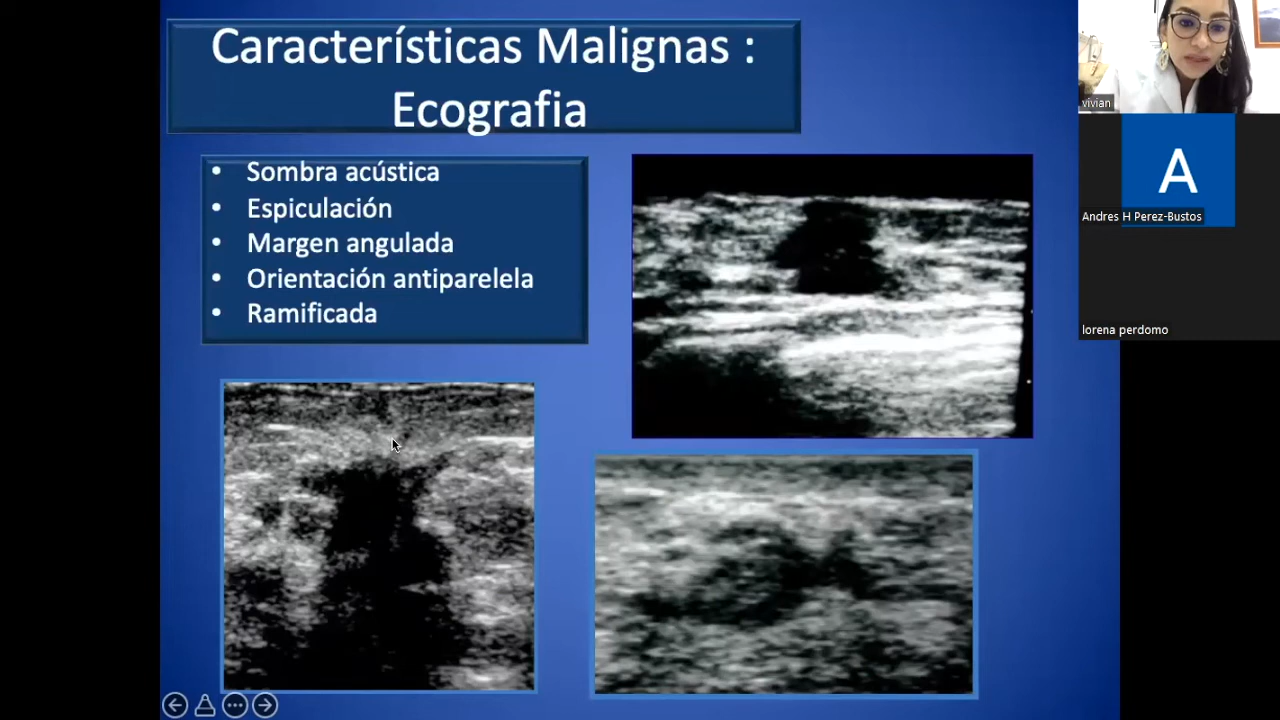 Características Malignas :
Ecografia
• Sombra acústica
• Espiculación
• Margen angulada
• Orientación antiparelela
• Ramificada
vivian
A
Andres H Perez-Bustos
lorena perdomo